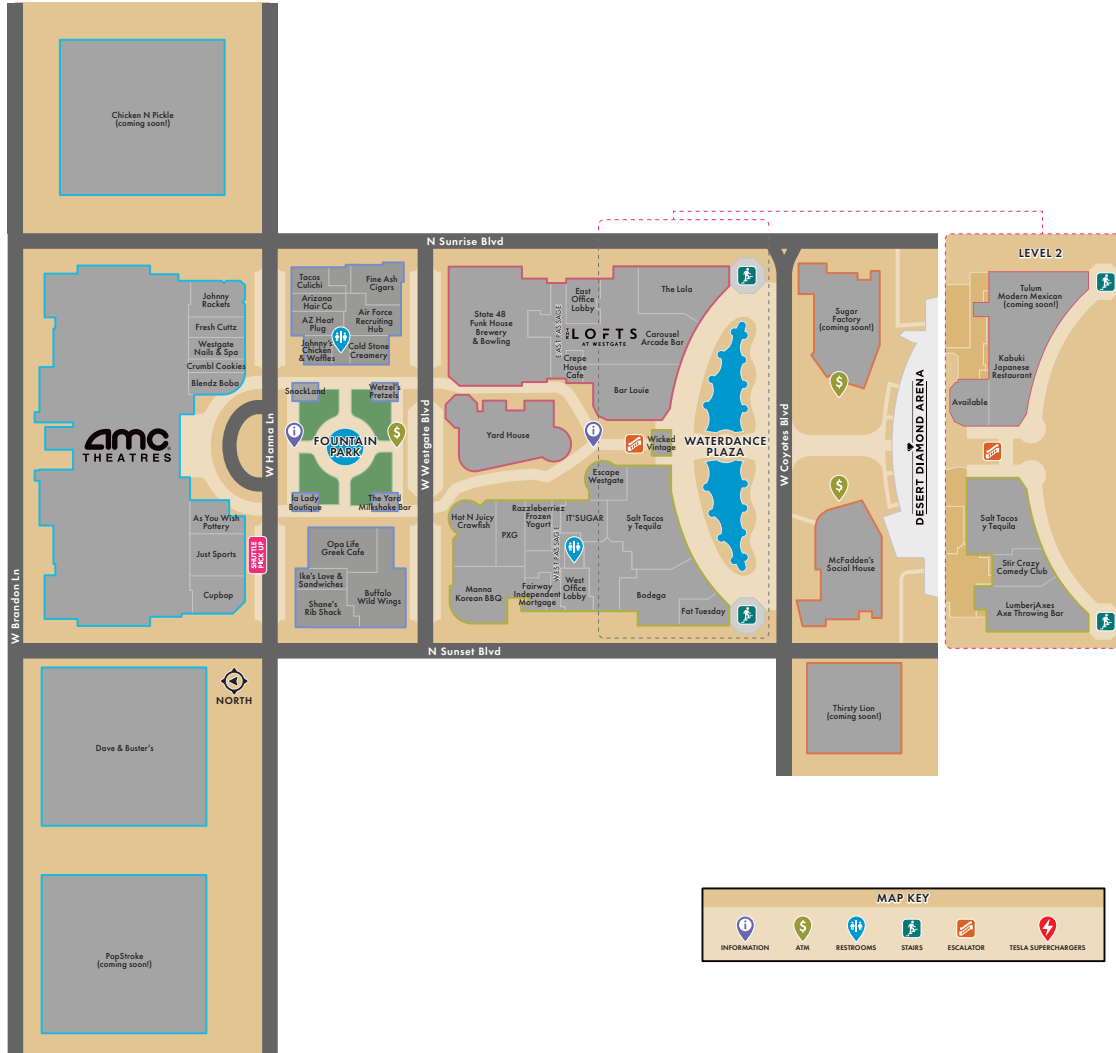 Chicken N Pickle
(coming soon!)
N Sunrise Blvd
LEVEL 2
Johnny
Rockets
Fresh Cuttz
Westgate
Nails & Spa
Crumbl Cookies
Blendz Boba
AMC
THEATRES
As You Wish
Pottery
Just Sports
Cupbop
SHUTTLE
PICK UP
W Brandon Ln
W Hanna Ln
Tacos
Culichi
Fine Ash
Cigars
Arizona
Hair Co
AZ Heat
Plug
Air Force
Recruiting
Hub
Johnny's
Chicken
& Waffles
Cold Stone
Creamery
SnackLand
Wetzel's
Pretzels
FOUNTAIN
PARK
la Lady
Boutique
The Yard
Milkshake Bar
Opa Life
Greek Cafe
Ike's Love &
Sandwiches
Shane's
Rib Shack
Buffalo
Wild Wings
W Westgate Blvd
State 48
Funk House
Brewery
& Bowling
EAST PASSAGE
East
Office
Lobby
THE LOFTS
AT WESTGATE
The Lola
Carousel
Arcade Bar
Crepe
House
Cafe
Bar Louie
Yard House
Wicked
Vintage
WATERDANCE
PLAZA
Escape
Westgate
Hot N Juicy
Crawfish
PXG
Razzleberriez
Frozen
Yogurt
IT'SUGAR
Salt Tacos
y Tequila
WEST PASSAGE
Manna
Korean BBQ
Fairway
Independent
Mortgage
West
Office
Lobby
Bodega
Fat Tuesday
W Coyotes Blvd
Sugar
Factory
(coming soon!)
McFadden's
Social House
DESERT DIAMOND ARENA
Tulum
Modern Mexican
(coming soon!)
Kabuki
Japanese
Restaurant
Available
Salt Tacos
y Tequila
Stir Crazy
Comedy Club
LumberjAxes
Axe Throwing Bar
N Sunset Blvd
NORTH
Dave & Buster's
Thirsty Lion
(coming soon!)
PopStroke
(coming soon!)
MAP KEY
INFORMATION
ATM
RESTROOMS
STAIRS
ESCALATOR
TESLA SUPERCHARGERS